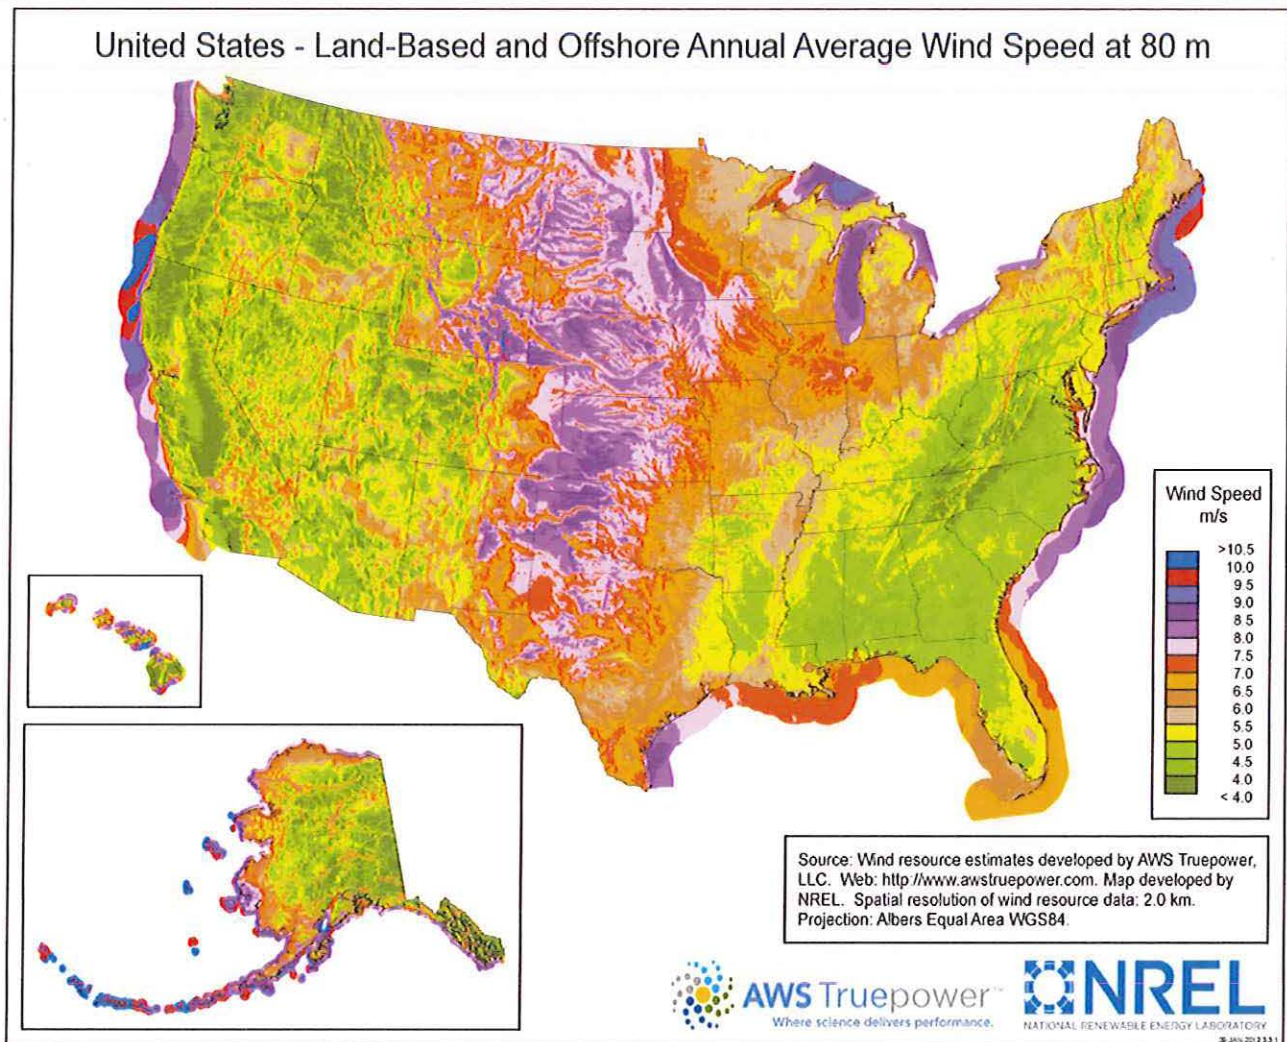 United States - Land-Based and Offshore Annual Average Wind Speed at 80 m
Wind Speed
m/s
>10.5
10.0
9.5
9.0
8.5
8.0
7.5
7.0
6.5
6.0
5.5
5.0
4.5
4.0
< 4.0
Source: Wind resource estimates developed by AWS Truepower,
LLC. Web: http://www.awstruepower.com. Map developed by
NREL. Spatial resolution of wind resource data: 2.0 km.
Projection: Albers Equal Area WGS84.
AWS Truepower™
Where science delivers performance.
NREL
NATIONAL RENEWABLE ENERGY LABORATORY